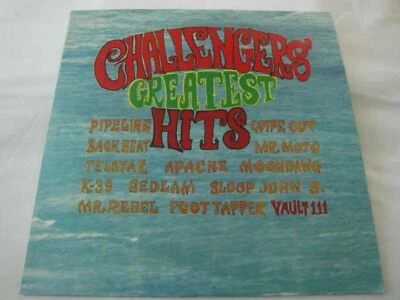 CHALLENGERS
GREATEST
HITS
PIPELINE WIPE OUT
BACK BEAT MR. MOTO
TELSTAR APACHE MOONDAWG
K-39 BEDLAM SLOOP JOHN B.
MR. REBEL FOOT TAPPER VAULT 111